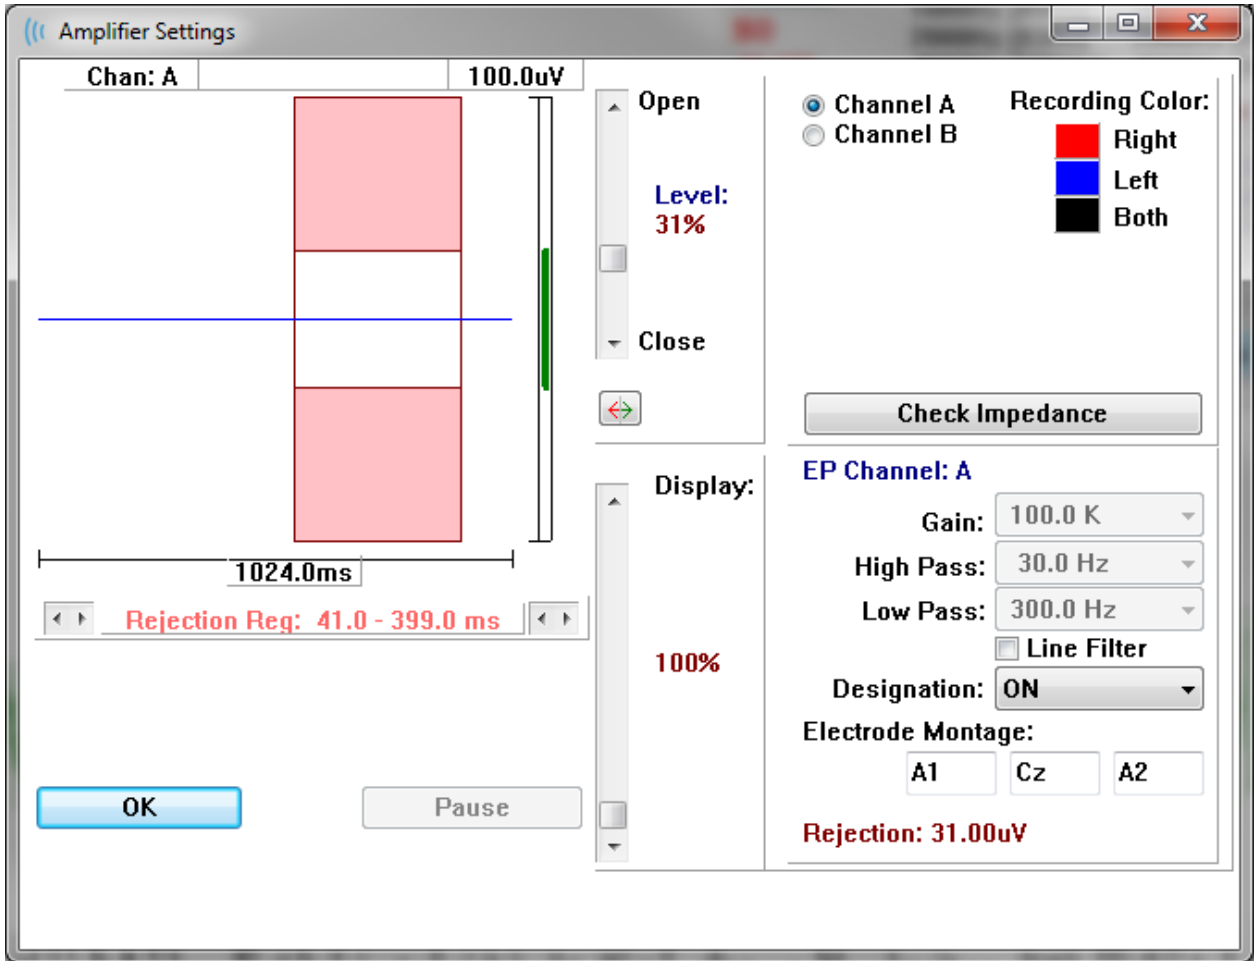 Amplifier Settings
Chan: A
100.0uV
1024.0ms
Rejection Reg: 41.0 - 399.0 ms
OK
Pause
Open
Level:
31%
Close
Display:
100%
Channel A
Channel B
Recording Color:
Right
Left
Both
Check Impedance
EP Channel: A
Gain: 100.0 K
High Pass: 30.0 Hz
Low Pass: 300.0 Hz
Line Filter
Designation: ON
Electrode Montage:
A1 Cz A2
Rejection: 31.00uV